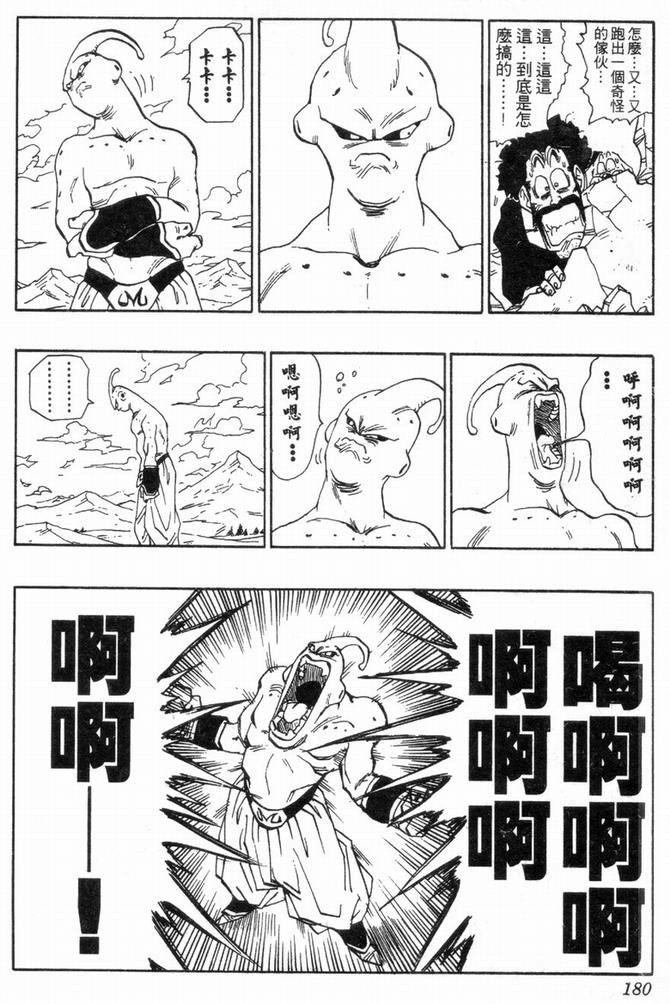 怎麼…又…又
跑出一個奇怪
的傢伙…
這…這這
這…到底是怎
麼搞的………！
卡卡…
卡卡…
呼啊啊啊啊啊
…
嗯啊嗯啊…
………
喝啊啊啊
啊啊啊
啊啊——！
180